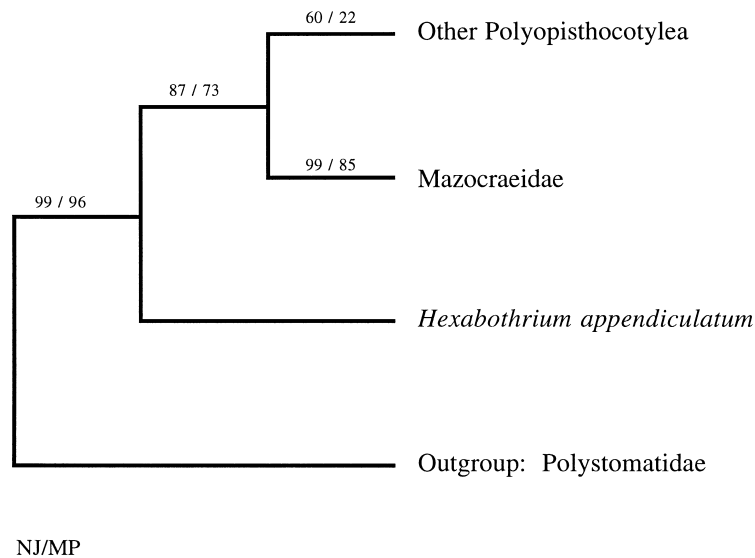 60 / 22
Other Polyopisthocotylea
87 / 73
99 / 85
Mazocraeidae
99 / 96
Hexabothrium appendiculatum
Outgroup: Polystomatidae
NJ/MP